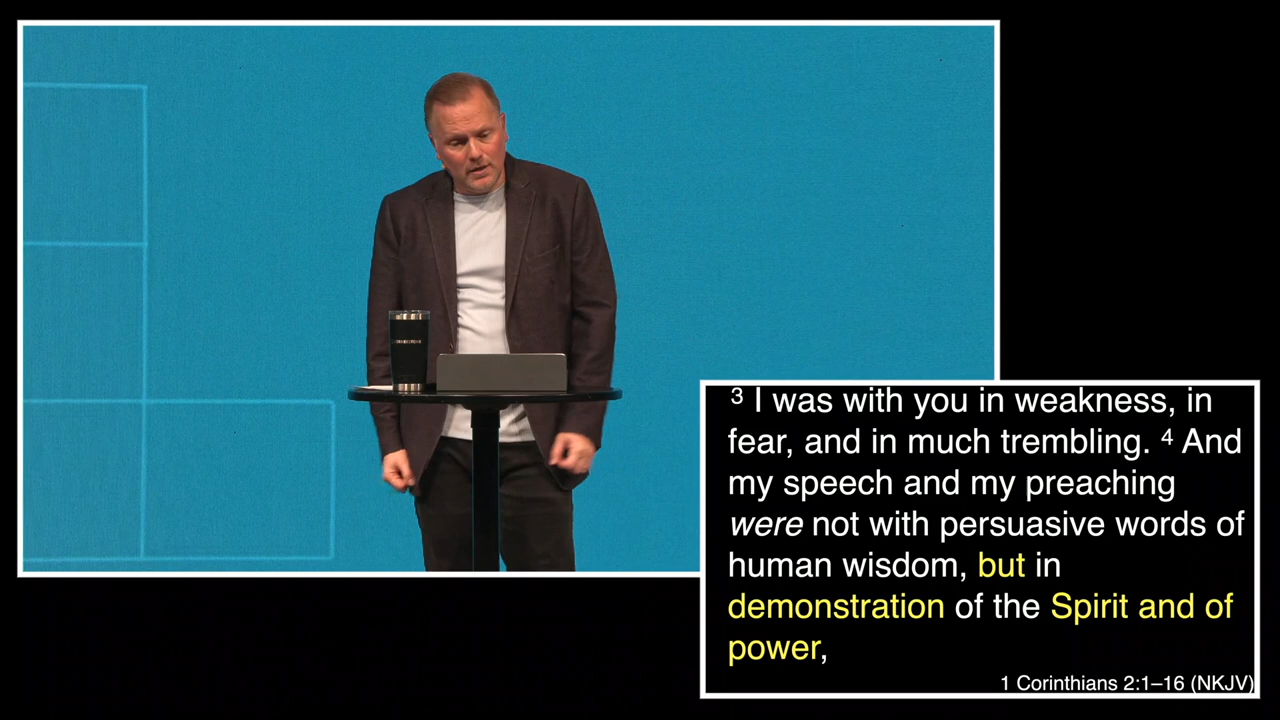 ³ I was with you in weakness, in
fear, and in much trembling. ⁴ And
my speech and my preaching
were not with persuasive words of
human wisdom, but in
demonstration of the Spirit and of
power,
1 Corinthians 2:1–16 (NKJV)